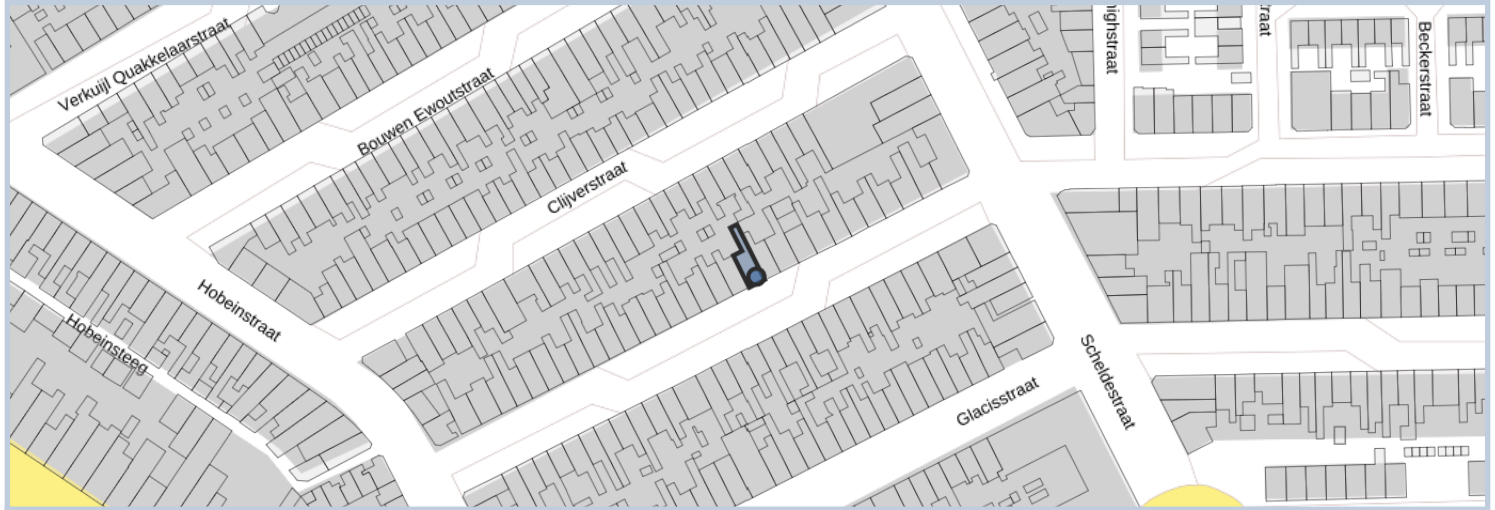 Verkuijl Quakkelaarstraat
Bouwen Ewoutstraat
Clijverstraat
Beckerstraat
Hobeinstraat
Hobeinsteeg
Scheldestraat
Glacisstraat